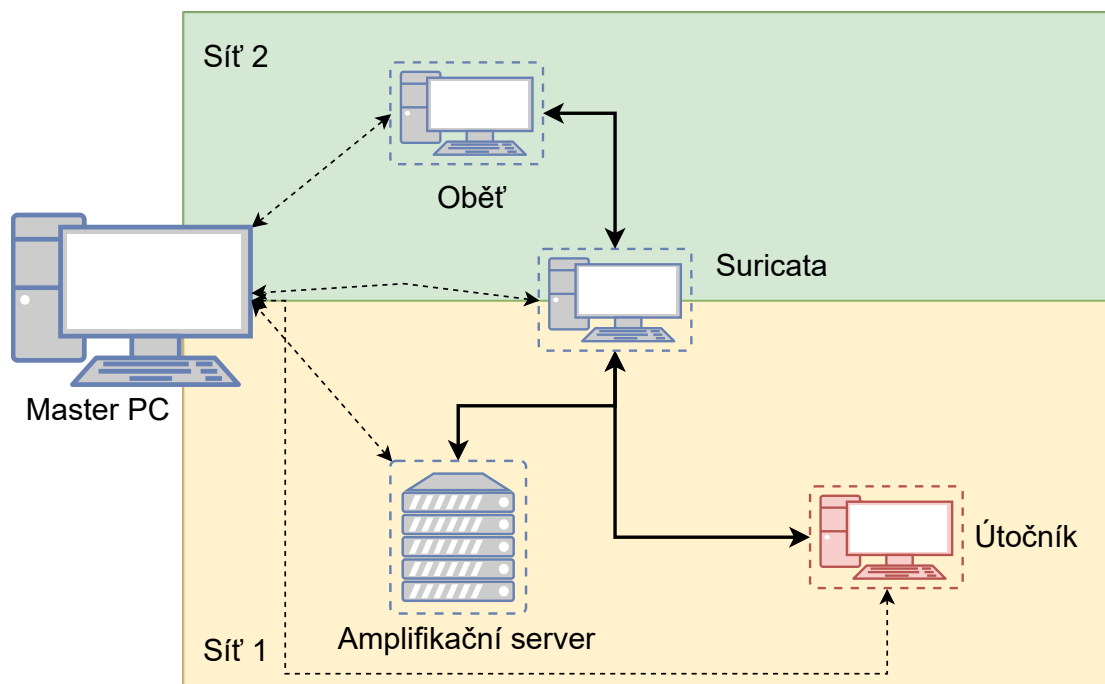 Síť 2
Oběť
Suricata
Master PC
Útočník
Amplifikační server
Síť 1